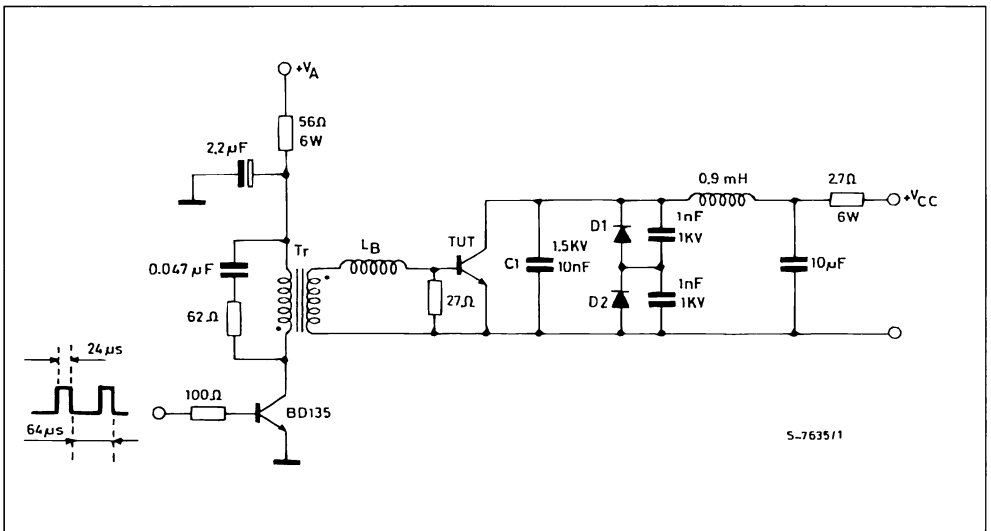 +VA
56Ω
6W
2.2µF
0.047µF
62Ω
Tr
LB
TUT
27Ω
C1
1.5KV
10nF
D1
D2
1nF
1KV
1nF
1KV
0.9 mH
10µF
2.7Ω
6W
+VCC
24µs
64µs
100Ω
BD135
S-7635/1